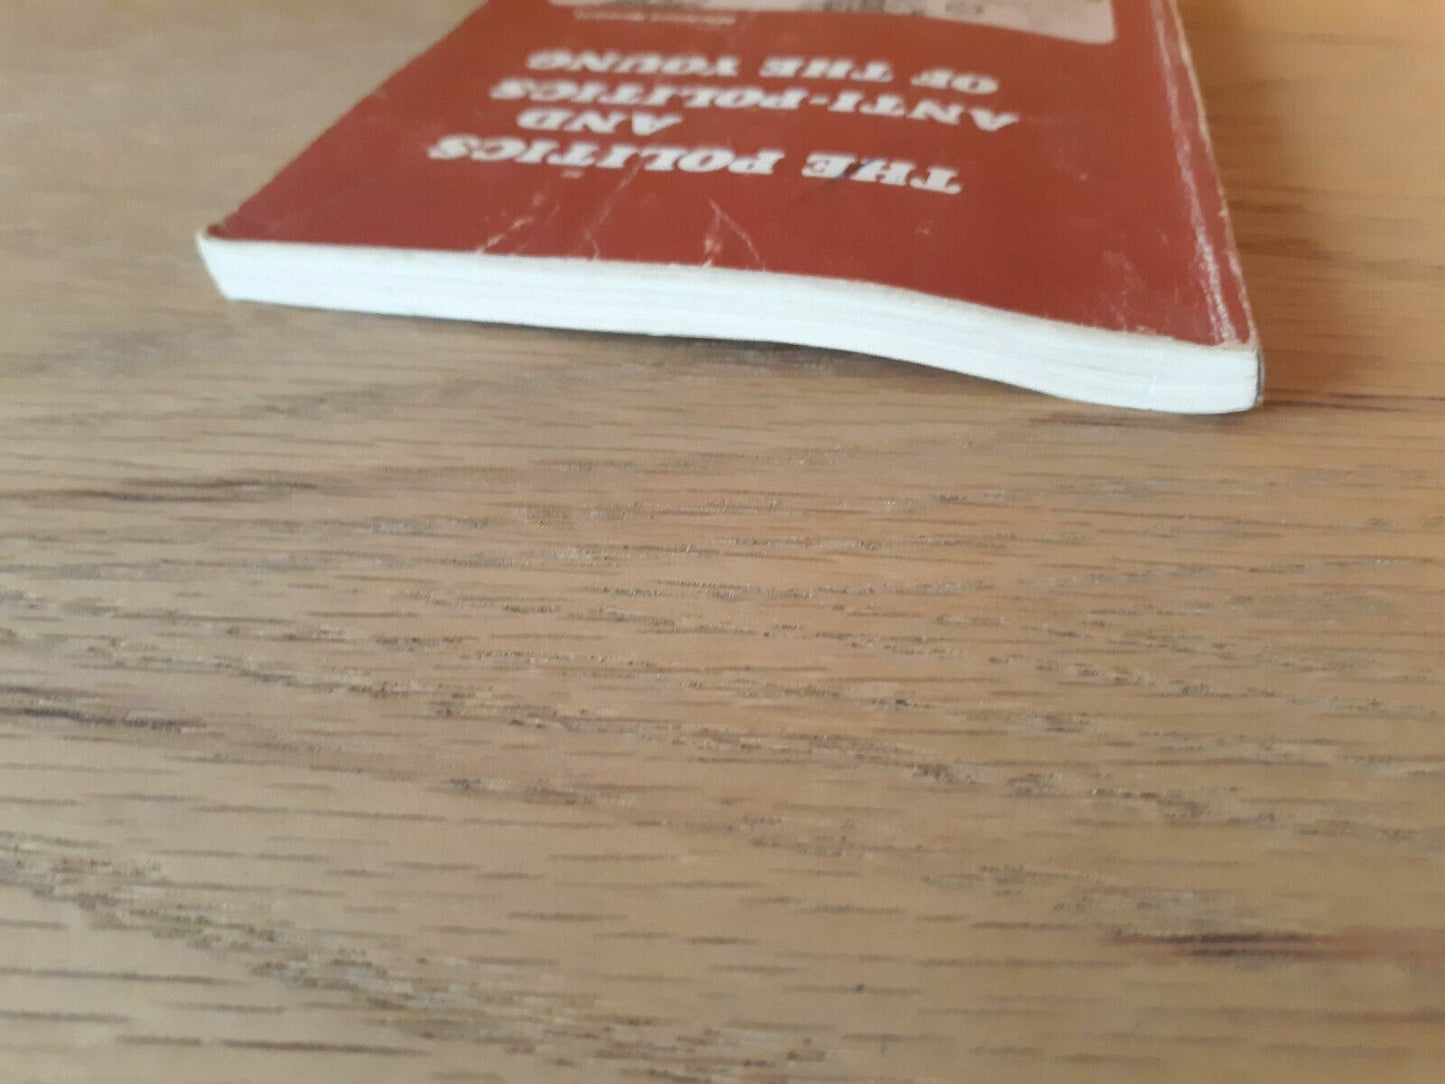 THE POLITICS
AND
ANTI-POLITICS
OF THE YOUNG